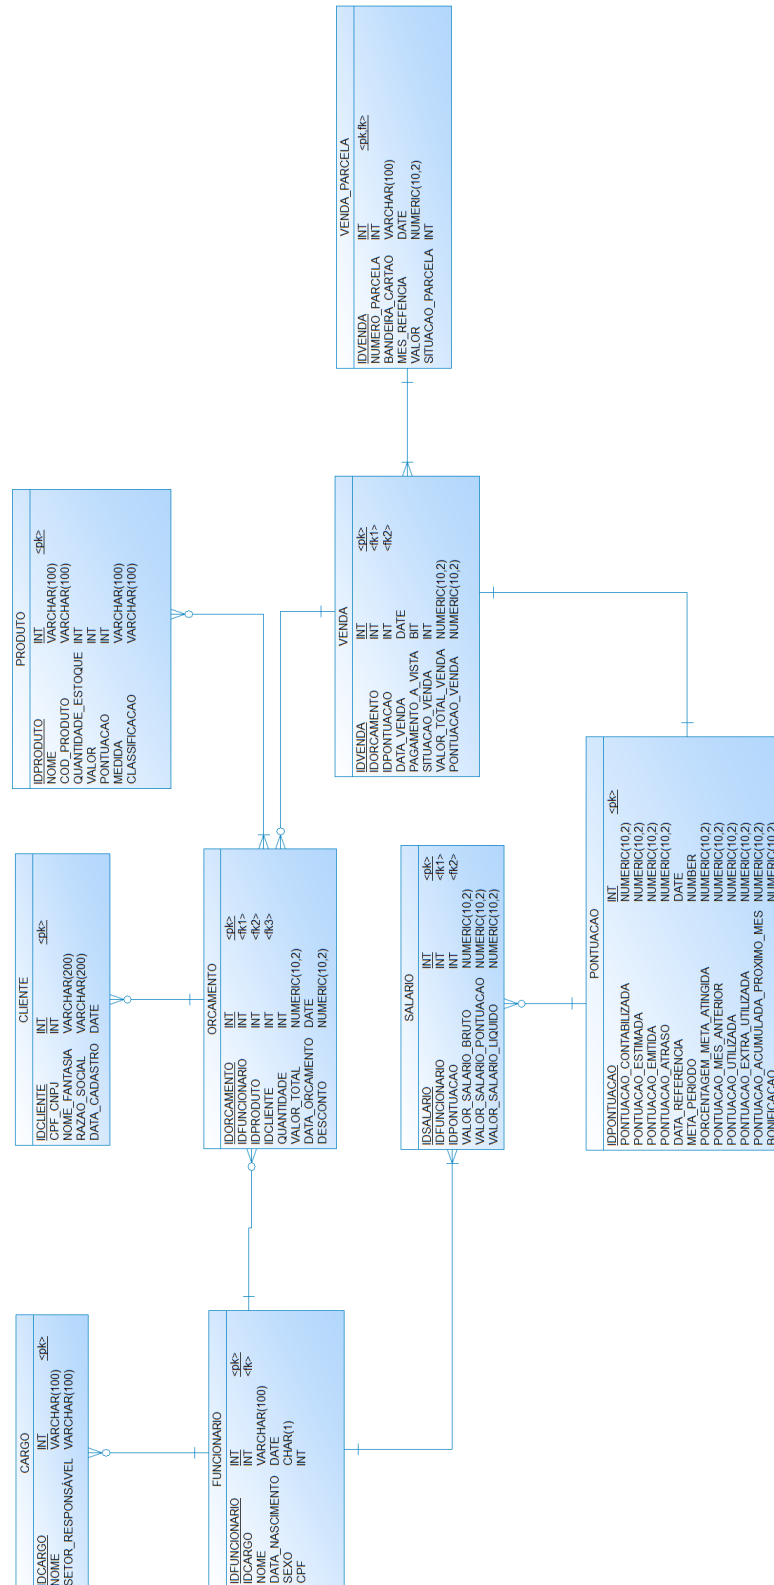 CARGO
IDCARGO INT <pk>
NOME VARCHAR(100)
SETOR_RESPONSÁVEL VARCHAR(100)
CLIENTE
IDCLIENTE INT <pk>
CPF_CNPJ INT
NOME_FANTASIA VARCHAR(200)
RAZAO_SOCIAL VARCHAR(200)
DATA_CADASTRO DATE
PRODUTO
IDPRODUTO INT <pk>
NOME VARCHAR(100)
COD_PRODUTO VARCHAR(100)
QUANTIDADE_ESTOQUE INT
VALOR INT
PONTUACAO INT
MEDIDA VARCHAR(100)
CLASSIFICACAO VARCHAR(100)
FUNCIONARIO
IDFUNCIONARIO INT <pk>
IDCARGO INT <fk>
NOME VARCHAR(100)
DATA_NASCIMENTO DATE
SEXO CHAR(1)
CPF INT
ORCAMENTO
IDORCAMENTO INT <pk>
IDFUNCIONARIO INT <fk1>
IDPRODUTO INT <fk2>
IDCLIENTE INT <fk3>
QUANTIDADE INT
VALOR_TOTAL NUMERIC(10,2)
DATA_ORCAMENTO DATE
DESCONTO NUMERIC(10,2)
VENDA
IDVENDA INT <pk>
IDORCAMENTO INT <fk1>
IDPONTUACAO INT <fk2>
DATA_VENDA DATE
PAGAMENTO_A_VISTA BIT
SITUACAO_VENDA INT
VALOR_TOTAL_VENDA NUMERIC(10,2)
PONTUACAO_VENDA NUMERIC(10,2)
VENDA_PARCELA
IDVENDA INT <pk,fk>
NUMERO_PARCELA INT
BANDEIRA_CARTAO VARCHAR(100)
MES_REFENCIA DATE
VALOR NUMERIC(10,2)
SITUACAO_PARCELA INT
SALARIO
IDSALARIO INT <pk>
IDFUNCIONARIO INT <fk1>
IDPONTUACAO INT <fk2>
VALOR_SALARIO_BRUTO NUMERIC(10,2)
VALOR_SALARIO_PONTUACAO NUMERIC(10,2)
VALOR_SALARIO_LIQUIDO NUMERIC(10,2)
PONTUACAO
IDPONTUACAO INT <pk>
PONTUACAO_CONTABILIZADA NUMERIC(10,2)
PONTUACAO_ESTIMADA NUMERIC(10,2)
PONTUACAO_EMITIDA NUMERIC(10,2)
PONTUACAO_ATRASO NUMERIC(10,2)
DATA_REFERENCIA DATE
META_PERIODO NUMBER
PORCENTAGEM_META_ATINGIDA NUMERIC(10,2)
PONTUACAO_MES_ANTERIOR NUMERIC(10,2)
PONTUACAO_UTILIZADA NUMERIC(10,2)
PONTUACAO_EXTRA_UTILIZADA NUMERIC(10,2)
PONTUACAO_ACUMULADA_PROXIMO_MES NUMERIC(10,2)
BONIFICACAO NUMERIC(10,2)